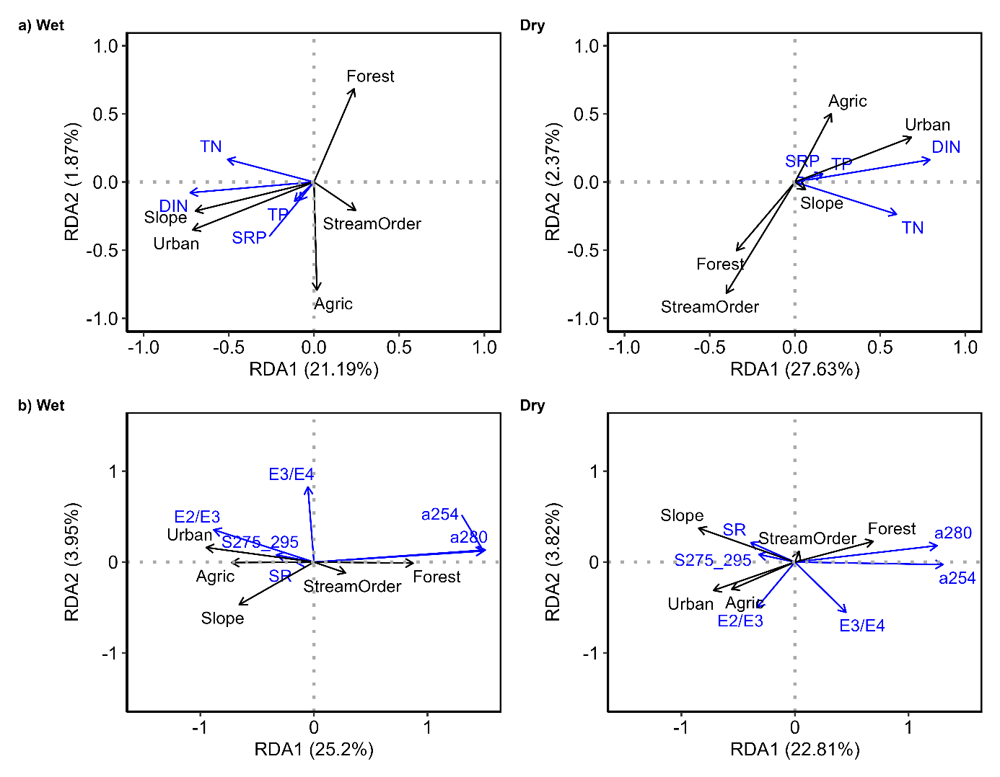 a) Wet
1.0
0.5
0.0
-0.5
-1.0
RDA2 (1.87%)
Forest
TN
DIN
Slope
Urban
TP
SRP
StreamOrder
Agric
-1.0
-0.5
0.0
0.5
1.0
RDA1 (21.19%)
Dry
1.0
0.5
0.0
-0.5
-1.0
RDA2 (2.37%)
Agric
Urban
DIN
SRP
TP
Slope
TN
Forest
StreamOrder
-1.0
-0.5
0.0
0.5
1.0
RDA1 (27.63%)
b) Wet
1
0
-1
RDA2 (3.95%)
E3/E4
E2/E3
Urban
S275_295
a254
a280
Agric
SR
StreamOrder
Forest
Slope
-1
0
1
RDA1 (25.2%)
Dry
1
0
-1
RDA2 (3.82%)
Slope
SR
StreamOrder
Forest
a280
S275_295
a254
Urban
Agric
E2/E3
E3/E4
-1
0
1
RDA1 (22.81%)